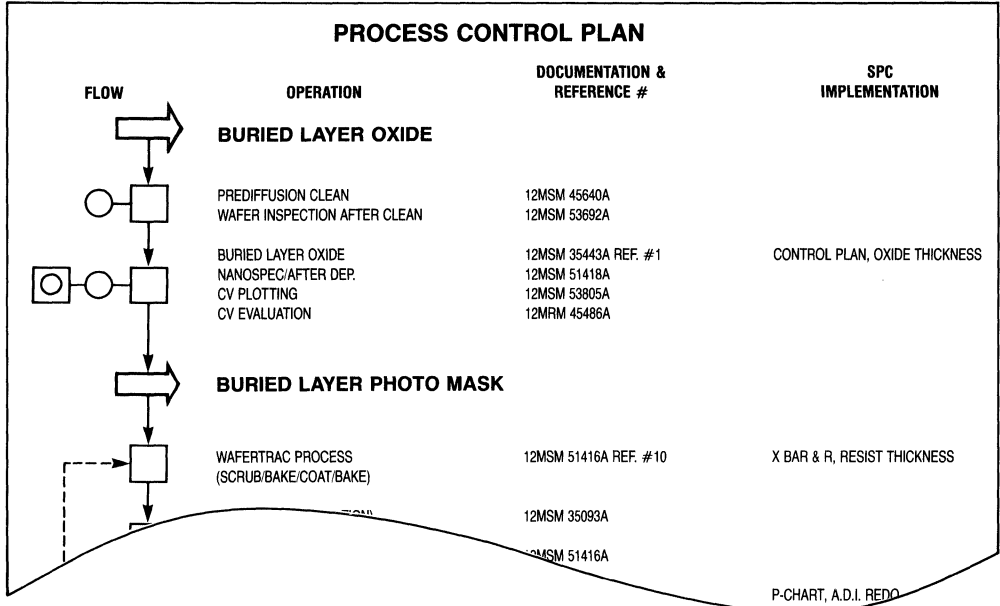 PROCESS CONTROL PLAN
FLOW OPERATION DOCUMENTATION & REFERENCE # SPC IMPLEMENTATION
BURIED LAYER OXIDE
PREDIFFUSION CLEAN 12MSM 45640A
WAFER INSPECTION AFTER CLEAN 12MSM 53692A
BURIED LAYER OXIDE 12MSM 35443A REF. #1 CONTROL PLAN, OXIDE THICKNESS
NANOSPEC/AFTER DEP. 12MSM 51418A
CV PLOTTING 12MSM 53805A
CV EVALUATION 12MRM 45486A
BURIED LAYER PHOTO MASK
WAFERTRAC PROCESS 12MSM 51416A REF. #10 X BAR & R, RESIST THICKNESS
(SCRUB/BAKE/COAT/BAKE)
12MSM 35093A
12MSM 51416A
P-CHART, A.D.I. REDO